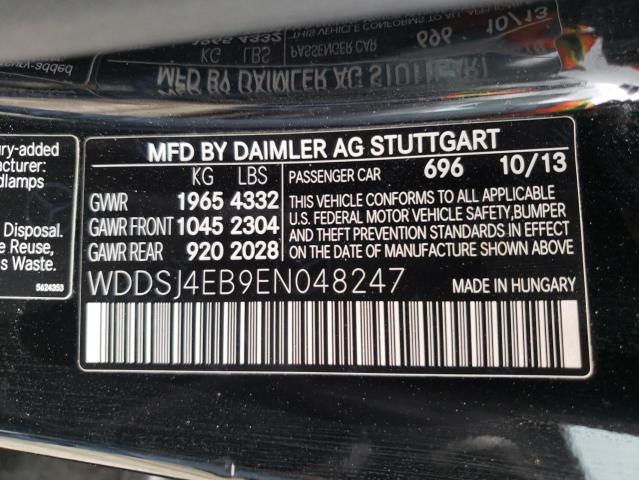 MFD BY DAIMLER AG STUTTGART
KG LBS
PASSENGER CAR 696 10/13
GVWR 1965 4332
GAWR FRONT 1045 2304
GAWR REAR 920 2028
THIS VEHICLE CONFORMS TO ALL APPLICABLE
U.S. FEDERAL MOTOR VEHICLE SAFETY, BUMPER
AND THEFT PREVENTION STANDARDS IN EFFECT
ON THE DATE OF MANUFACTURE SHOWN ABOVE.
WDDSJ4EB9EN048247
MADE IN HUNGARY
ry-added
acturer:
dlamps
Disposal.
e Reuse,
s Waste.
5624353